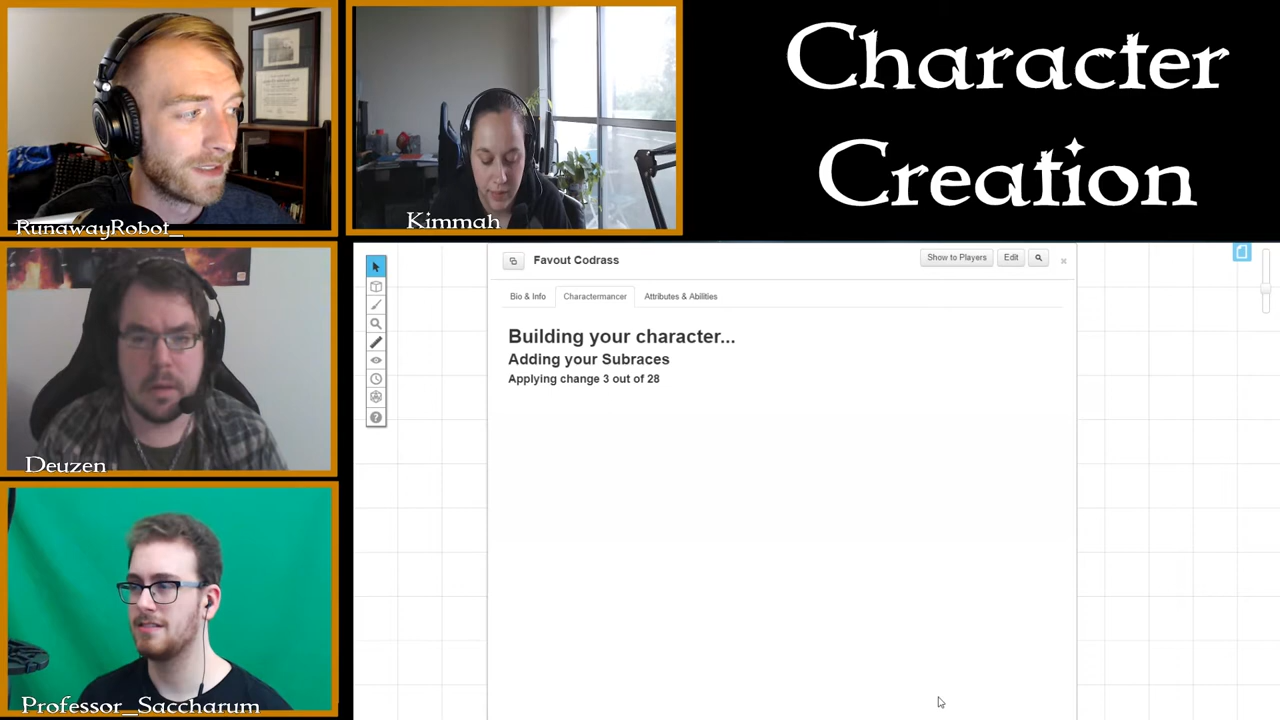 Character
Creation
RunawayRobot_
Kimmah
Favout Codrass
Show to Players
Edit
Bio & Info
Charactermancer
Attributes & Abilities
Building your character...
Adding your Subraces
Applying change 3 out of 28
Deuzen
Professor_Saccharum